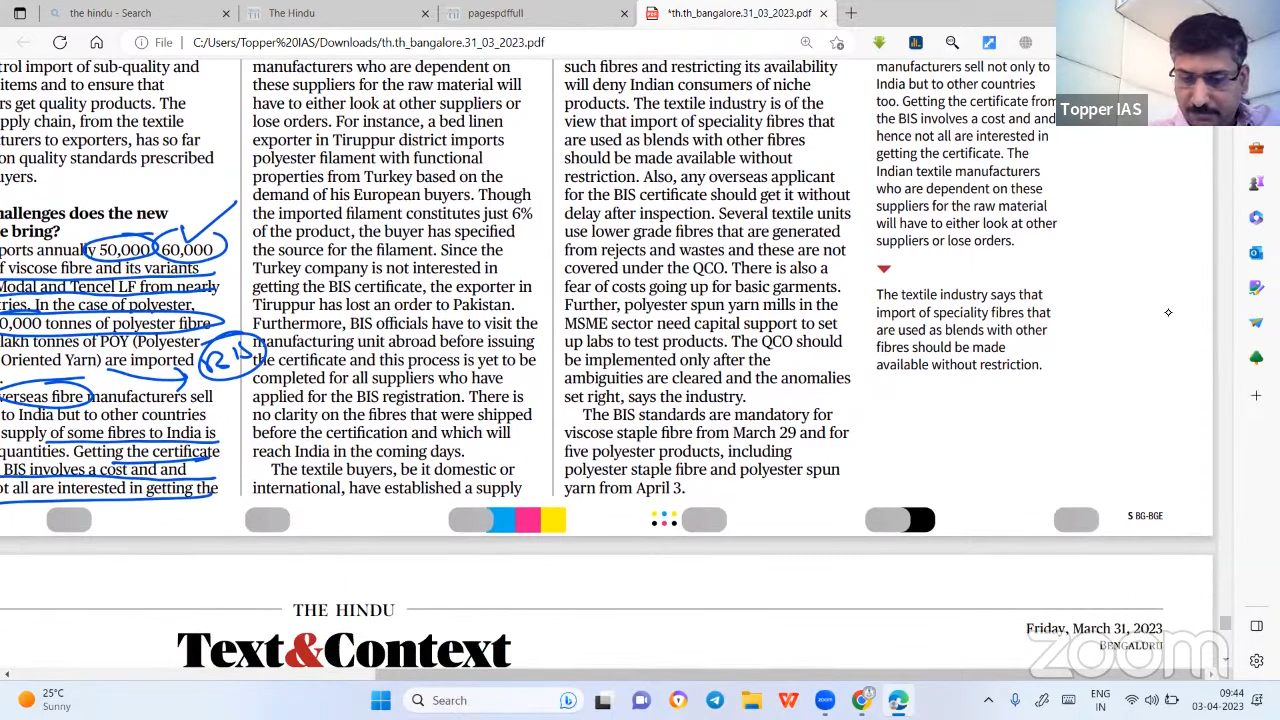 the hindu - Search
The Hindu
pagespdffull
*th.th_bangalore.31_03_2023.pdf
File
C:/Users/Topper%20IAS/Downloads/th.th_bangalore.31_03_2023.pdf
Topper IAS
trol import of sub-quality and
items and to ensure that
rs get quality products. The
pply chain, from the textile
turers to exporters, has so far
on quality standards prescribed
uyers.
hallenges does the new
e bring?
ports annually 50,000 60,000
of viscose fibre and its variants
Modal and Tencel LF from nearly
tries. In the case of polyester,
0,000 tonnes of polyester fibre
lakh tonnes of POY (Polyester
Oriented Yarn) are imported
BIS
verseas fibre manufacturers sell
to India but to other countries
supply of some fibres to India is
quantities. Getting the certificate
BIS involves a cost and and
ot all are interested in getting the
manufacturers who are dependent on
these suppliers for the raw material will
have to either look at other suppliers or
lose orders. For instance, a bed linen
exporter in Tiruppur district imports
polyester filament with functional
properties from Turkey based on the
demand of his European buyers. Though
the imported filament constitutes just 6%
of the product, the buyer has specified
the source for the filament. Since the
Turkey company is not interested in
getting the BIS certificate, the exporter in
Tiruppur has lost an order to Pakistan.
Furthermore, BIS officials have to visit the
manufacturing unit abroad before issuing
the certificate and this process is yet to be
completed for all suppliers who have
applied for the BIS registration. There is
no clarity on the fibres that were shipped
before the certification and which will
reach India in the coming days.
The textile buyers, be it domestic or
international, have established a supply
such fibres and restricting its availability
will deny Indian consumers of niche
products. The textile industry is of the
view that import of speciality fibres that
are used as blends with other fibres
should be made available without
restriction. Also, any overseas applicant
for the BIS certificate should get it without
delay after inspection. Several textile units
use lower grade fibres that are generated
from rejects and wastes and these are not
covered under the QCO. There is also a
fear of costs going up for basic garments.
Further, polyester spun yarn mills in the
MSME sector need capital support to set
up labs to test products. The QCO should
be implemented only after the
ambiguities are cleared and the anomalies
set right, says the industry.
The BIS standards are mandatory for
viscose staple fibre from March 29 and for
five polyester products, including
polyester staple fibre and polyester spun
yarn from April 3.
manufacturers sell not only to
India but to other countries
too. Getting the certificate from
the BIS involves a cost and and
hence not all are interested in
getting the certificate. The
Indian textile manufacturers
who are dependent on these
suppliers for the raw material
will have to either look at other
suppliers or lose orders.
The textile industry says that
import of speciality fibres that
are used as blends with other
fibres should be made
available without restriction.
S BG-BGE
THE HINDU
Text&Context
Friday, March 31, 2023
BENGALURU
zoom
25°C
Sunny
Search
ENG
IN
09:44
03-04-2023